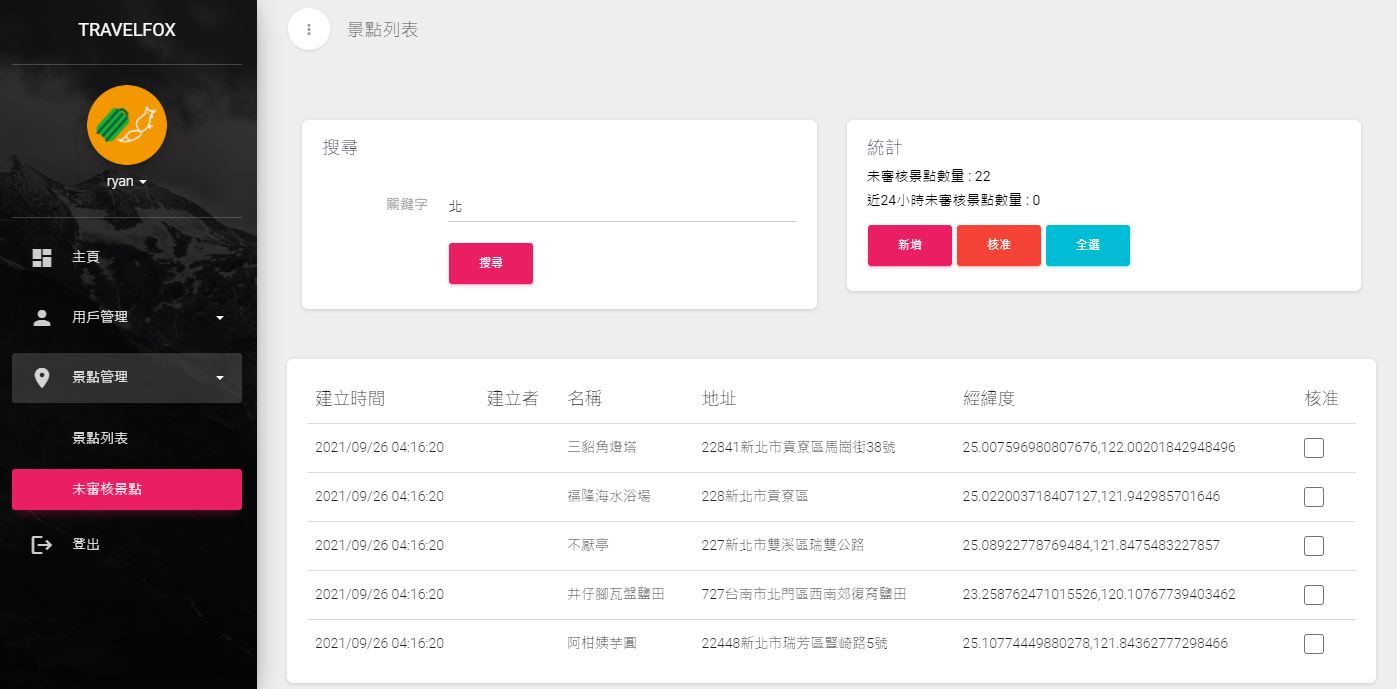 TRAVELFOX
ryan
主頁
用戶管理
景點管理
景點列表
未審核景點
登出
景點列表
搜尋
關鍵字 北
搜尋
統計
未審核景點數量 : 22
近24小時未審核景點數量 : 0
新增 核准 全選
建立時間 建立者 名稱 地址 經緯度 核准
2021/09/26 04:16:20 三貂角燈塔 22841新北市貢寮區馬崗街38號 25.007596980807676,122.00201842948496
2021/09/26 04:16:20 福隆海水浴場 228新北市貢寮區 25.022003718407127,121.942985701646
2021/09/26 04:16:20 不厭亭 227新北市雙溪區瑞雙公路 25.08922778769484,121.8475483227857
2021/09/26 04:16:20 井仔腳瓦盤鹽田 727台南市北門區西南郊復育鹽田 23.258762471015526,120.10767739403462
2021/09/26 04:16:20 阿柑姨芋圓 22448新北市瑞芳區豎崎路5號 25.10774449880278,121.84362777298466